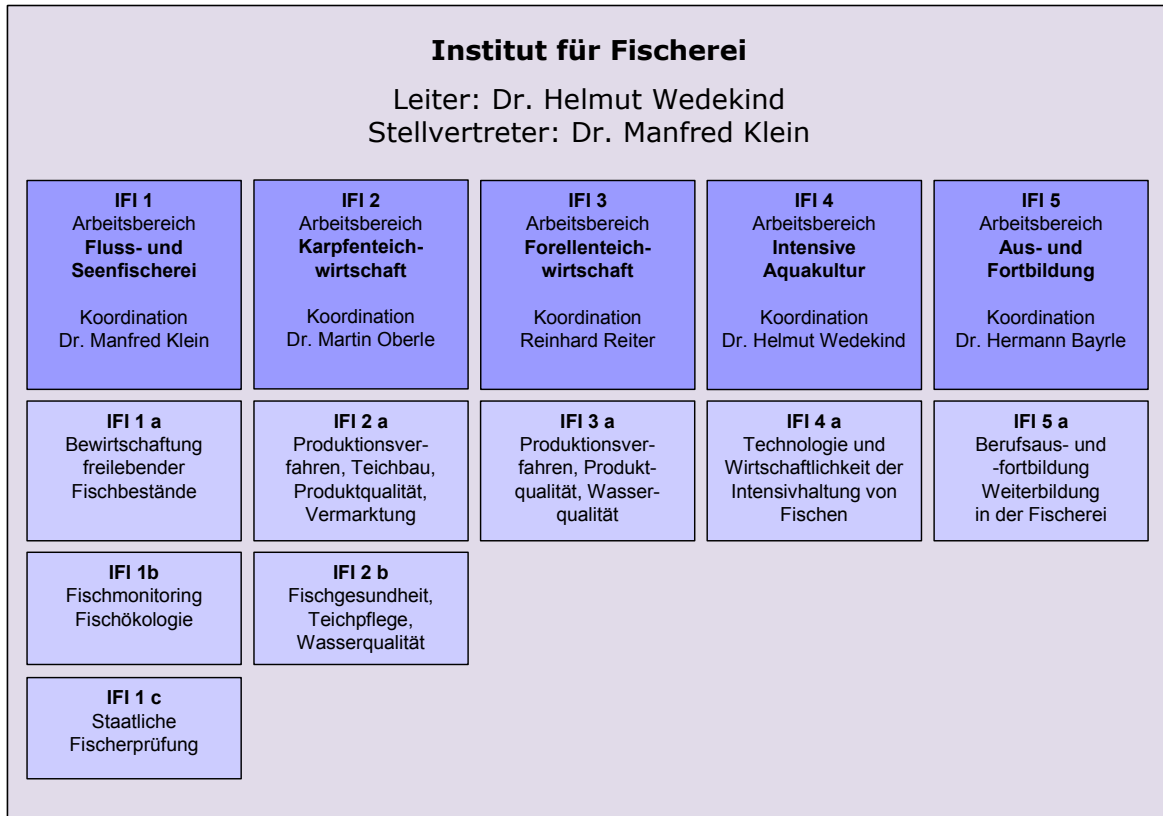 Institut für Fischerei
Leiter: Dr. Helmut Wedekind
Stellvertreter: Dr. Manfred Klein
IFI 1
Arbeitsbereich
Fluss- und
Seenfischerei
Koordination
Dr. Manfred Klein
IFI 2
Arbeitsbereich
Karpfenteich-
wirtschaft
Koordination
Dr. Martin Oberle
IFI 3
Arbeitsbereich
Forellenteich-
wirtschaft
Koordination
Reinhard Reiter
IFI 4
Arbeitsbereich
Intensive
Aquakultur
Koordination
Dr. Helmut Wedekind
IFI 5
Arbeitsbereich
Aus- und
Fortbildung
Koordination
Dr. Hermann Bayrle
IFI 1 a
Bewirtschaftung
freilebender
Fischbestände
IFI 2 a
Produktionsver-
fahren, Teichbau,
Produktqualität,
Vermarktung
IFI 3 a
Produktionsver-
fahren, Produkt-
qualität, Wasser-
qualität
IFI 4 a
Technologie und
Wirtschaftlichkeit der
Intensivhaltung von
Fischen
IFI 5 a
Berufsaus- und
-fortbildung
Weiterbildung
in der Fischerei
IFI 1b
Fischmonitoring
Fischökologie
IFI 2 b
Fischgesundheit,
Teichpflege,
Wasserqualität
IFI 1 c
Staatliche
Fischerprüfung